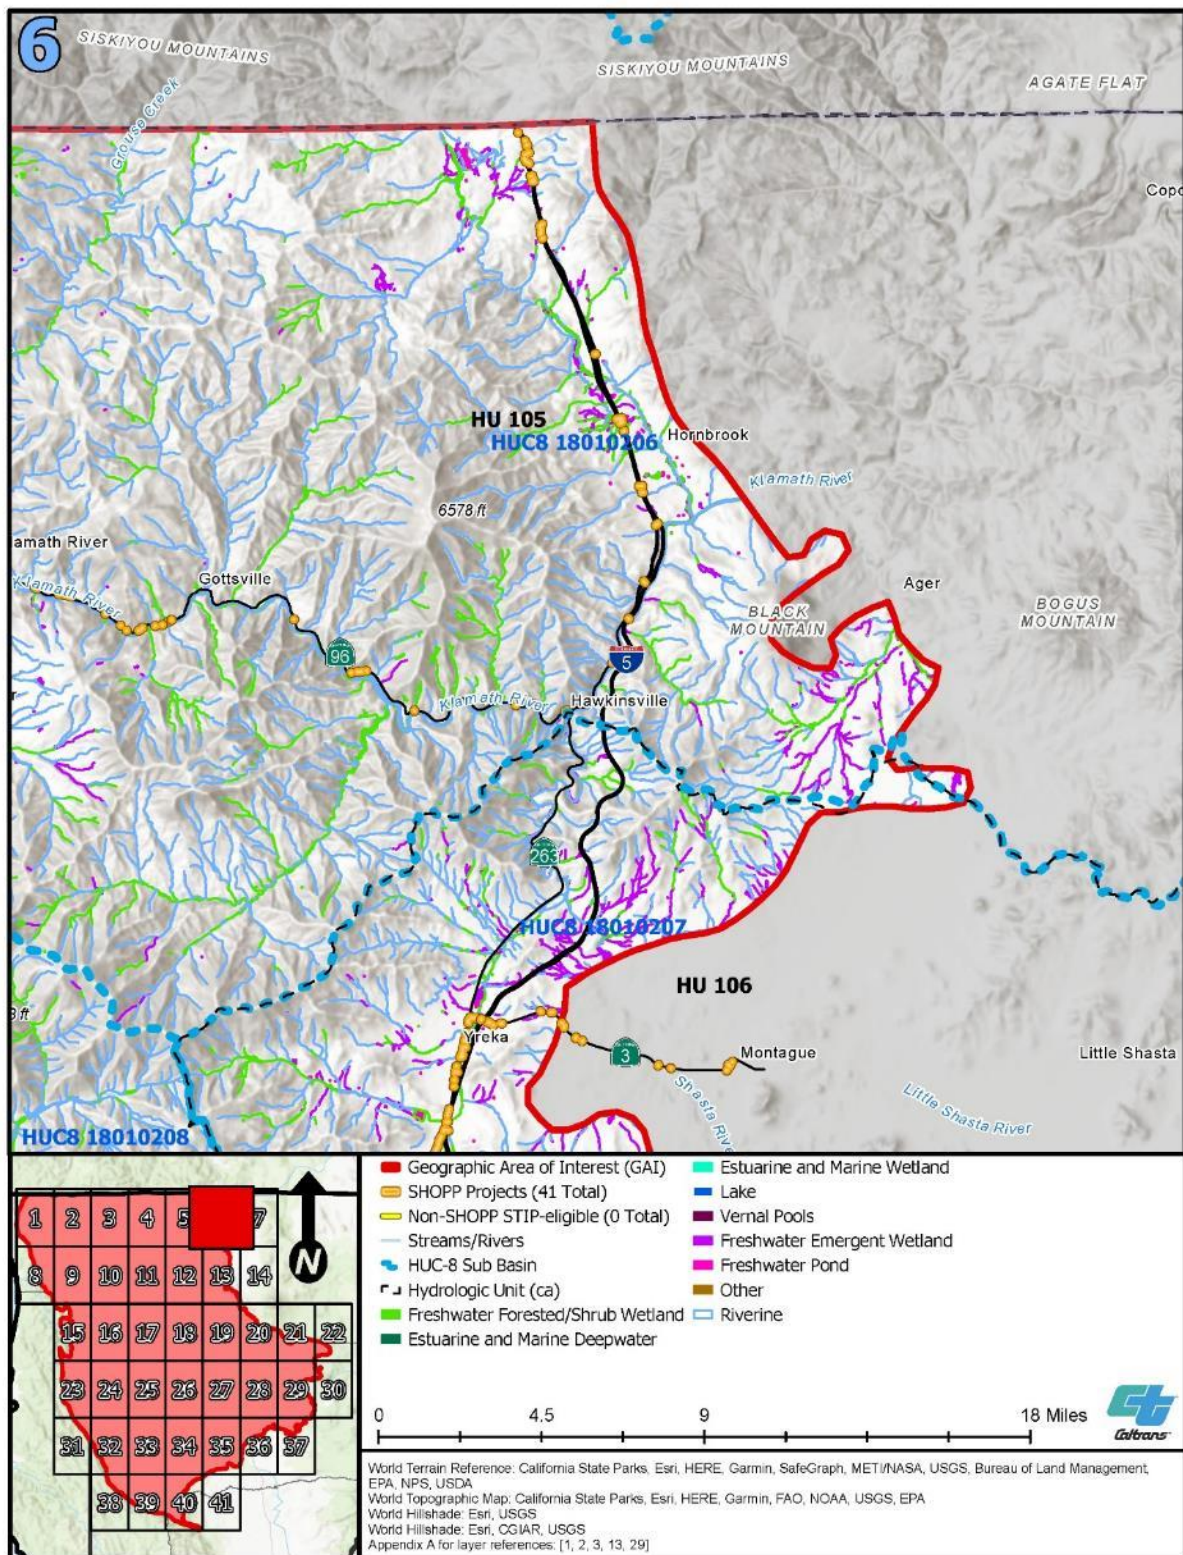 6
SISKIYOU MOUNTAINS
SISKIYOU MOUNTAINS
AGATE FLAT
Grouse Creek
Copc
HU 105
HUC8 18010206
Hornbrook
Klamath River
6578 ft
amath River
Gottsville
Klamath River
Ager
BLACK
MOUNTAIN
BOGUS
MOUNTAIN
96
5
Klamath River
Hawkinsville
263
HUC8 18010207
HU 106
ft
Yreka
3
Montague
Little Shasta
Shasta River
Little Shasta River
HUC8 18010208
1 2 3 4 5 7
8 9 10 11 12 13 14
15 16 17 18 19 20 21 22
23 24 25 26 27 28 29 30
31 32 33 34 35 36 37
38 39 40 41
N
Geographic Area of Interest (GAI)
SHOPP Projects (41 Total)
Non-SHOPP STIP-eligible (0 Total)
Streams/Rivers
HUC-8 Sub Basin
Hydrologic Unit (ca)
Freshwater Forested/Shrub Wetland
Estuarine and Marine Deepwater
Estuarine and Marine Wetland
Lake
Vernal Pools
Freshwater Emergent Wetland
Freshwater Pond
Other
Riverine
0 4.5 9 18 Miles
Caltrans
World Terrain Reference: California State Parks, Esri, HERE, Garmin, SafeGraph, METI/NASA, USGS, Bureau of Land Management,
EPA, NPS, USDA
World Topographic Map: California State Parks, Esri, HERE, Garmin, FAO, NOAA, USGS, EPA
World Hillshade: Esri, USGS
World Hillshade: Esri, CGIAR, USGS
Appendix A for layer references: [1, 2, 3, 13, 29]